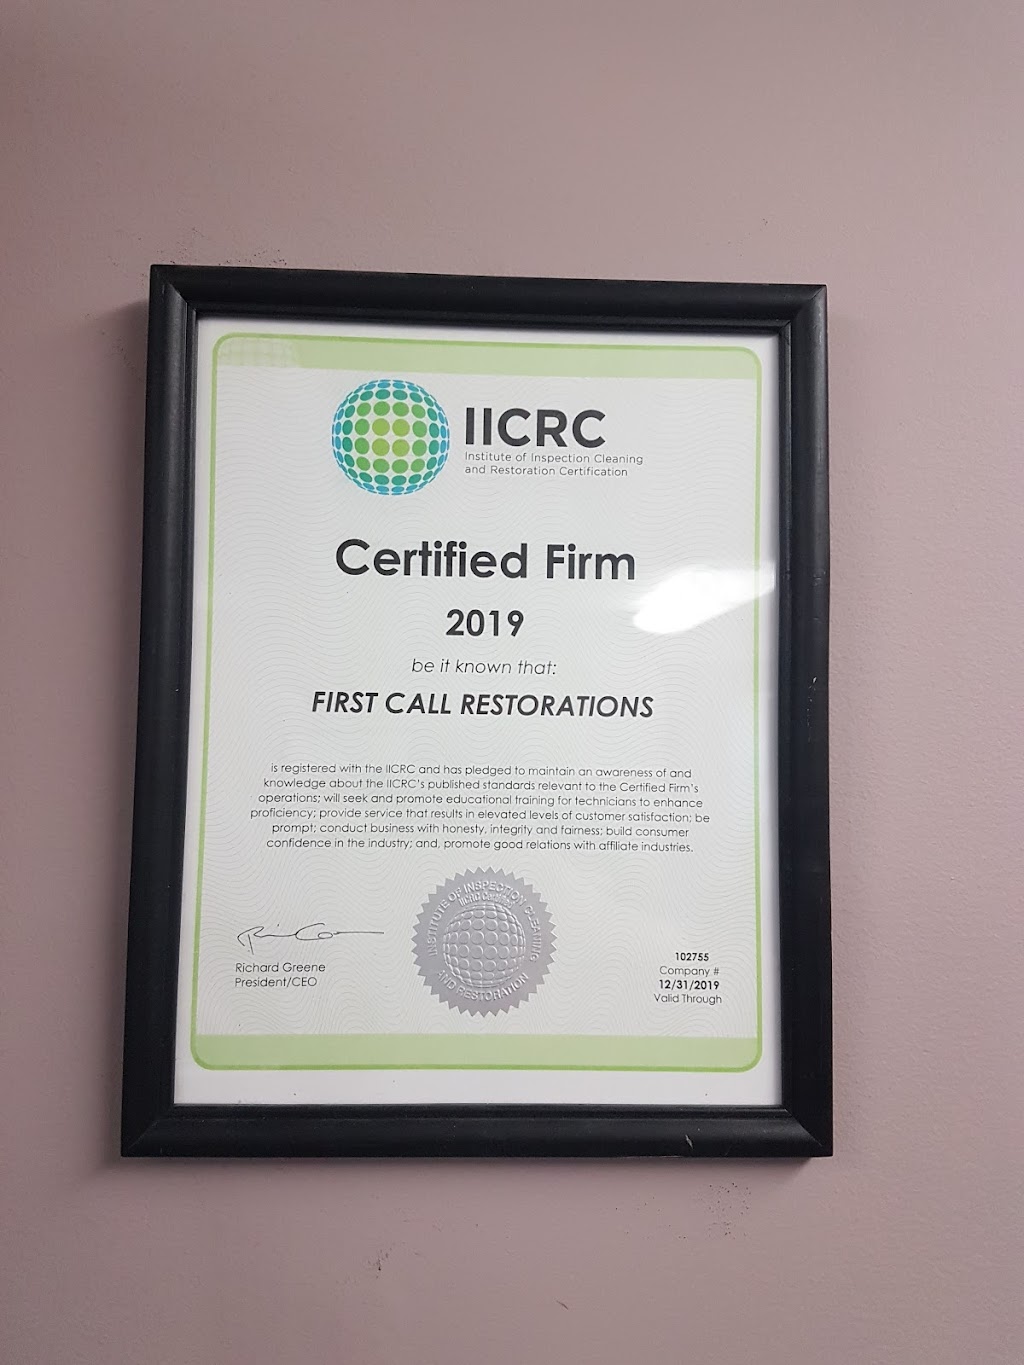 IICRC
Institute of Inspection Cleaning
and Restoration Certification
Certified Firm
2019
be it known that:
FIRST CALL RESTORATIONS
is registered with the IICRC and has pledged to maintain an awareness of and
knowledge about the IICRC's published standards relevant to the Certified Firm's
operations; will seek and promote educational training for technicians to enhance
proficiency; provide service that results in elevated levels of customer satisfaction; be
prompt; conduct business with honesty, integrity and fairness; build consumer
confidence in the industry; and, promote good relations with affiliate industries.
Richard Greene
President/CEO
INSTITUTE OF INSPECTION CLEANING
IICRC Certified
AND RESTORATION
102755
Company #
12/31/2019
Valid Through